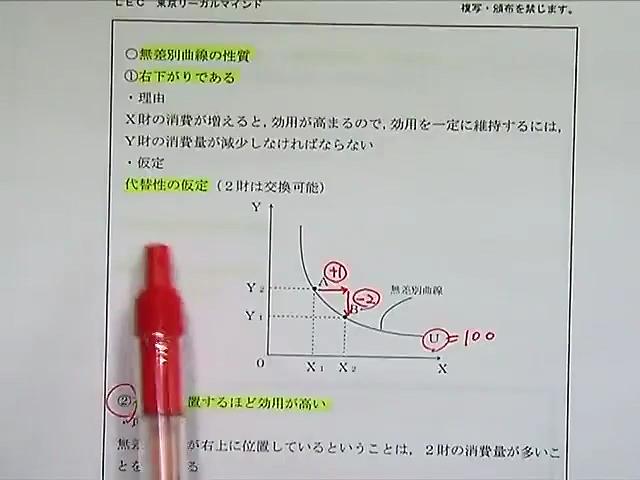 LEC 東京リーガルマインド 複写・頒布を禁じます。
○無差別曲線の性質
①右下がりである
・理由
X財の消費が増えると,効用が高まるので,効用を一定に維持するには,
Y財の消費量が減少しなければならない
・仮定
代替性の仮定（２財は交換可能）
Y
+1
A
Y2
-2
B
無差別曲線
Y1
U =100
0
X1 X2 X
② 置するほど効用が高い
無差 が右上に位置しているということは，２財の消費量が多いこ
とを る